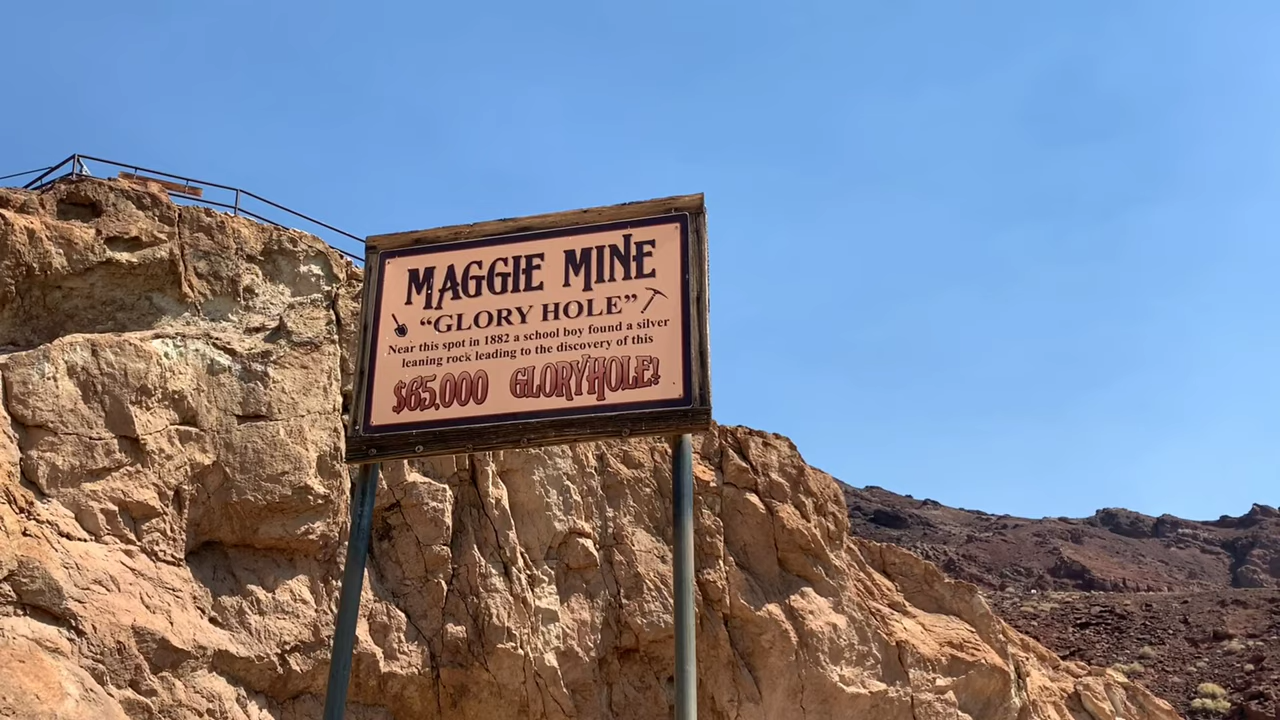 MAGGIE MINE
"GLORY HOLE"
Near this spot in 1882 a school boy found a silver
leaning rock leading to the discovery of this
$65,000 GLORYHOLE!